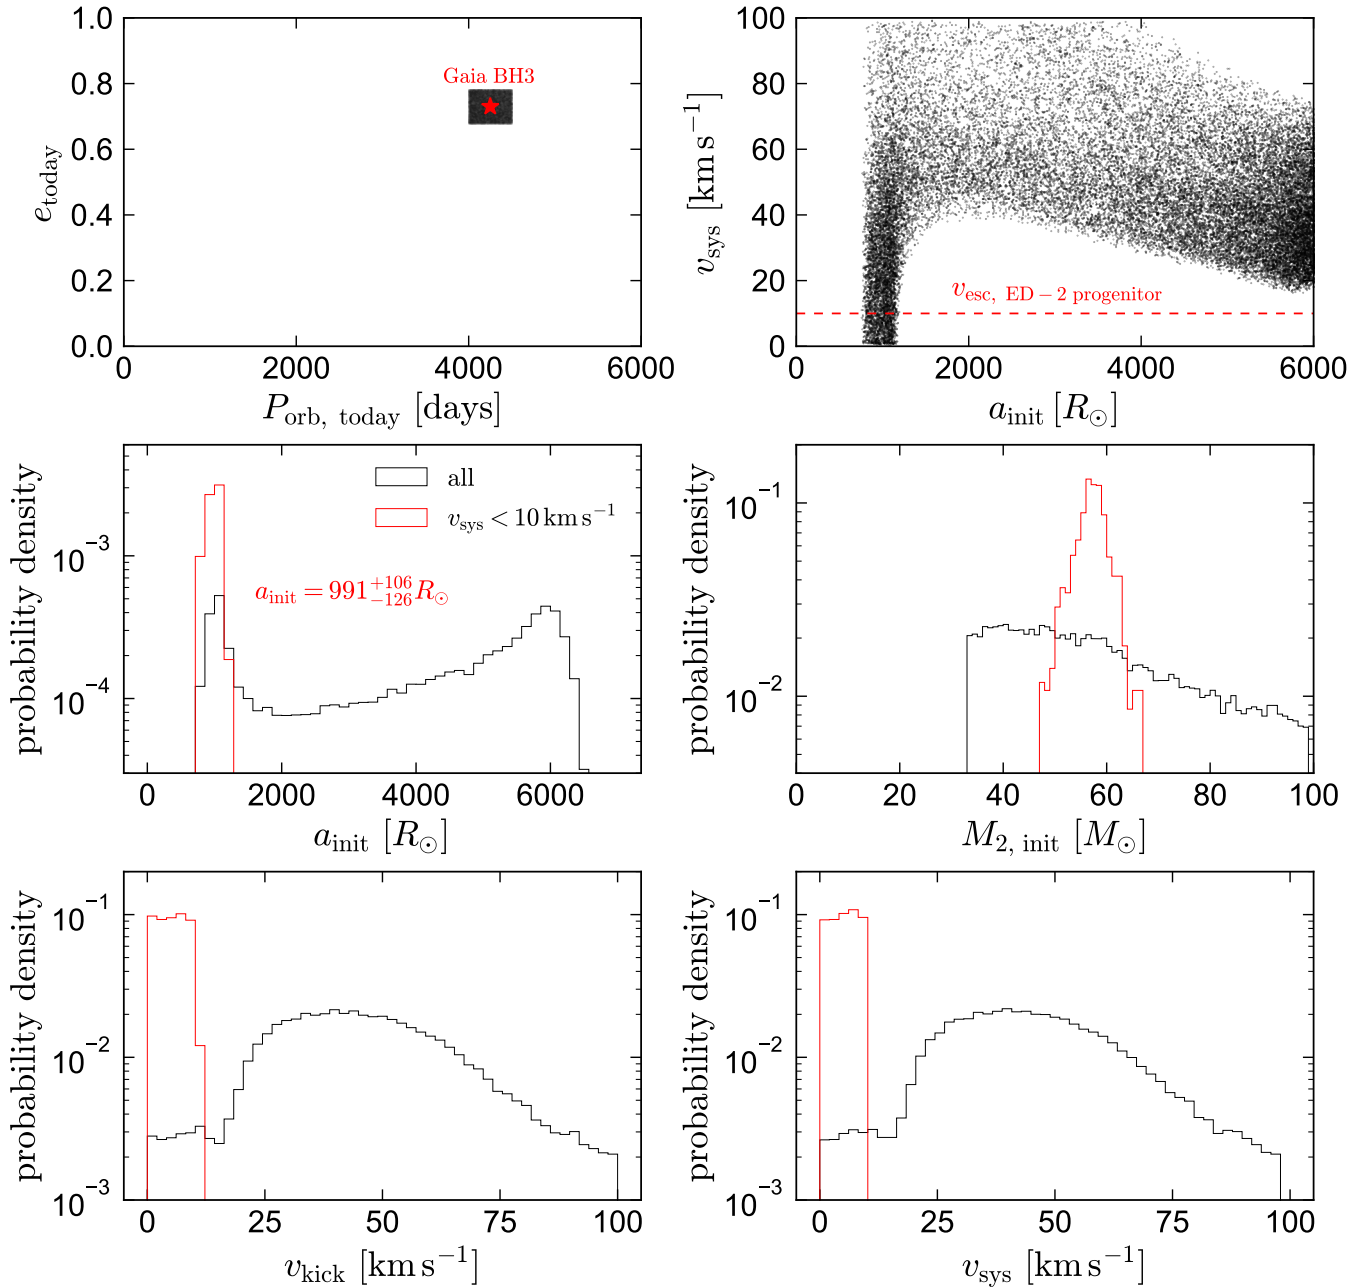 1.0
0.8
0.6
0.4
0.2
0.0
e_today
Gaia BH3
0
2000
4000
6000
P_orb, today [days]
100
80
60
40
20
0
v_sys [km s⁻¹]
v_esc, ED − 2 progenitor
0
2000
4000
6000
a_init [R_⊙]
10⁻³
10⁻⁴
probability density
all
v_sys < 10 km s⁻¹
a_init = 991⁺¹⁰⁶₋₁₂₆ R_⊙
0
2000
4000
6000
a_init [R_⊙]
10⁻¹
10⁻²
probability density
0
20
40
60
80
100
M_2, init [M_⊙]
10⁻¹
10⁻²
10⁻³
probability density
0
25
50
75
100
v_kick [km s⁻¹]
10⁻¹
10⁻²
10⁻³
probability density
0
25
50
75
100
v_sys [km s⁻¹]